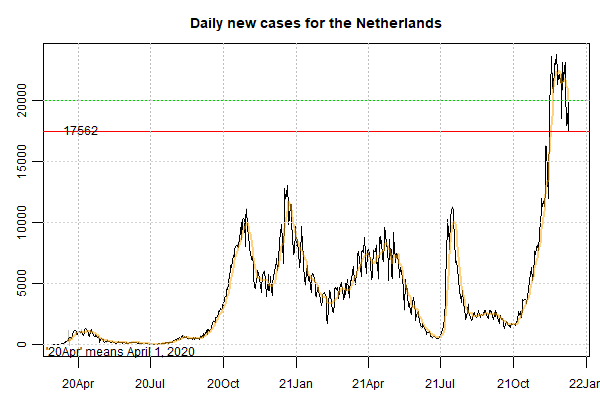 Daily new cases for the Netherlands
20000
17562
15000
10000
5000
0
'20Apr' means April 1, 2020
20Apr 20Jul 20Oct 21Jan 21Apr 21Jul 21Oct 22Jan